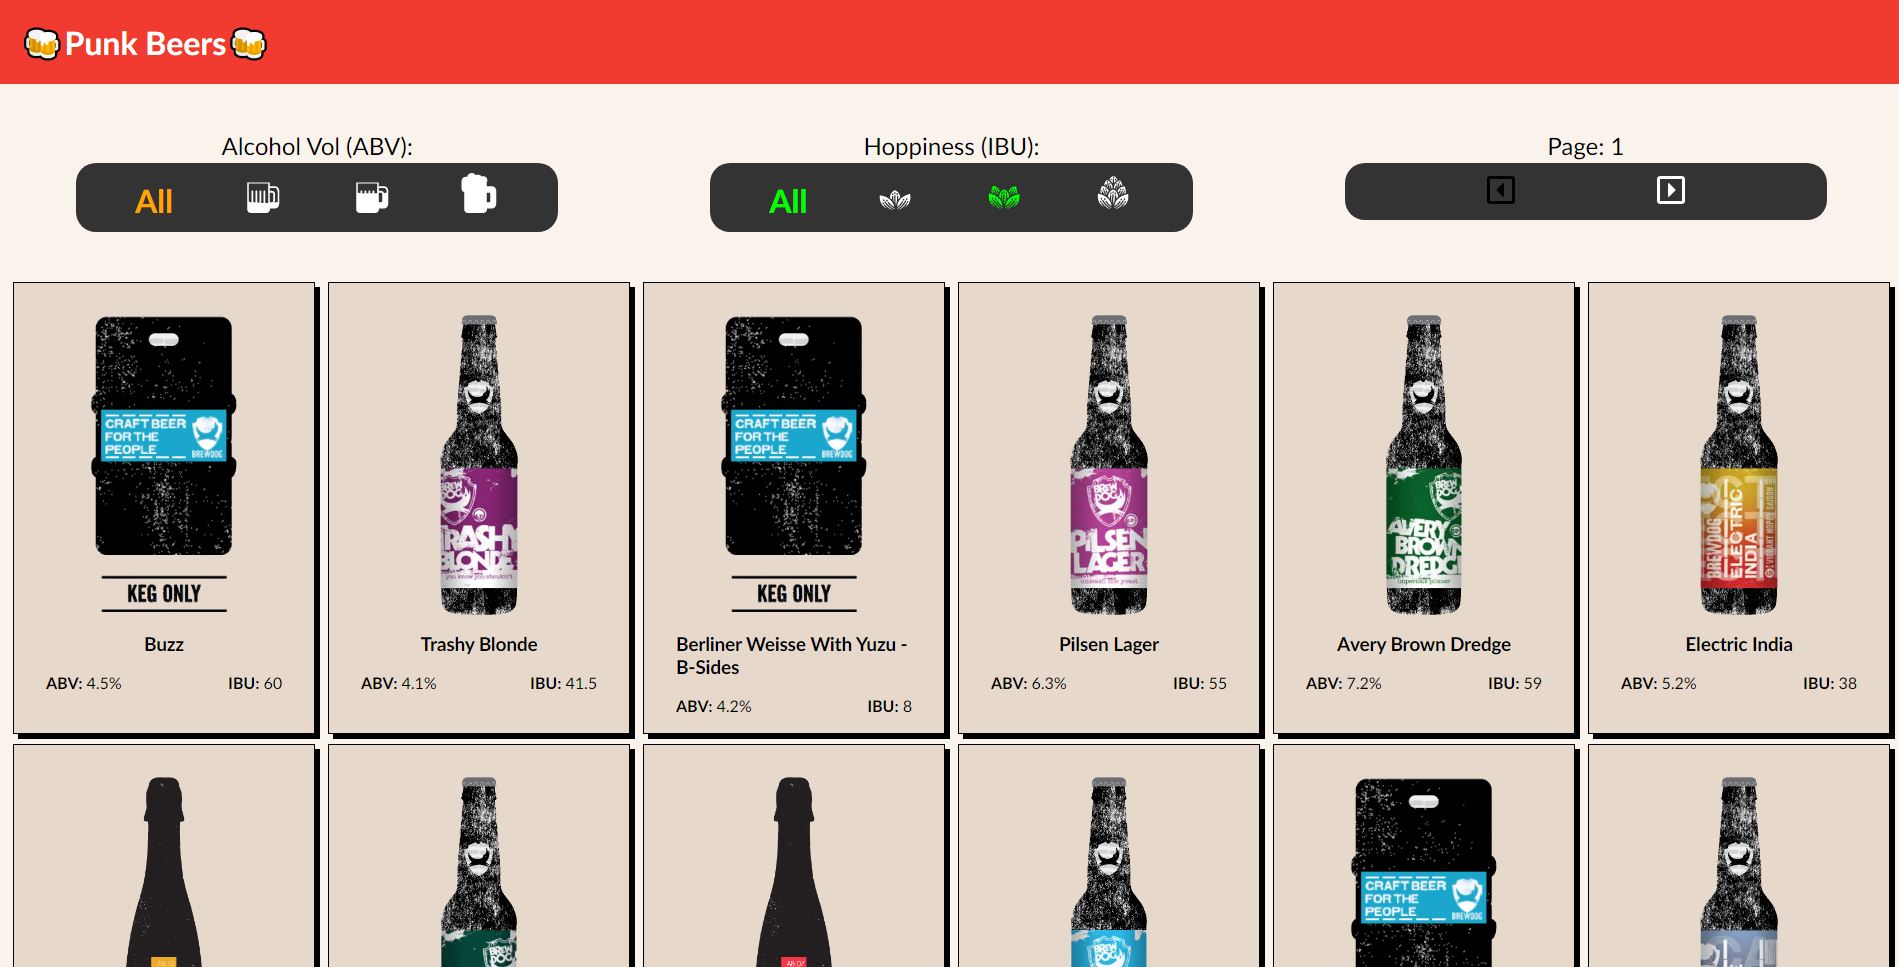 Punk Beers
Alcohol Vol (ABV):
Hoppiness (IBU):
Page: 1
All
All
CRAFT BEER
FOR THE
PEOPLE
BREWDOG
KEG ONLY
Buzz
ABV: 4.5%
IBU: 60
BREW
DOG
TRASHY
BLONDE
you know you shouldn't
Trashy Blonde
ABV: 4.1%
IBU: 41.5
CRAFT BEER
FOR THE
PEOPLE
BREWDOG
KEG ONLY
Berliner Weisse With Yuzu -
B-Sides
ABV: 4.2%
IBU: 8
BREW
DOG
PILSEN
LAGER
unleash the yeast
Pilsen Lager
ABV: 6.3%
IBU: 55
BREW
DOG
AVERY
BROWN
DREDGE
imperial pilsner
Avery Brown Dredge
ABV: 7.2%
IBU: 59
BREWDOG
ELECTRIC
INDIA
VIBRANT HOPPY SAISON
Electric India
ABV: 5.2%
IBU: 38
AB:12
BREW
DOG
AB:07
BREW
DOG
CRAFT BEER
FOR THE
PEOPLE
BREWDOG